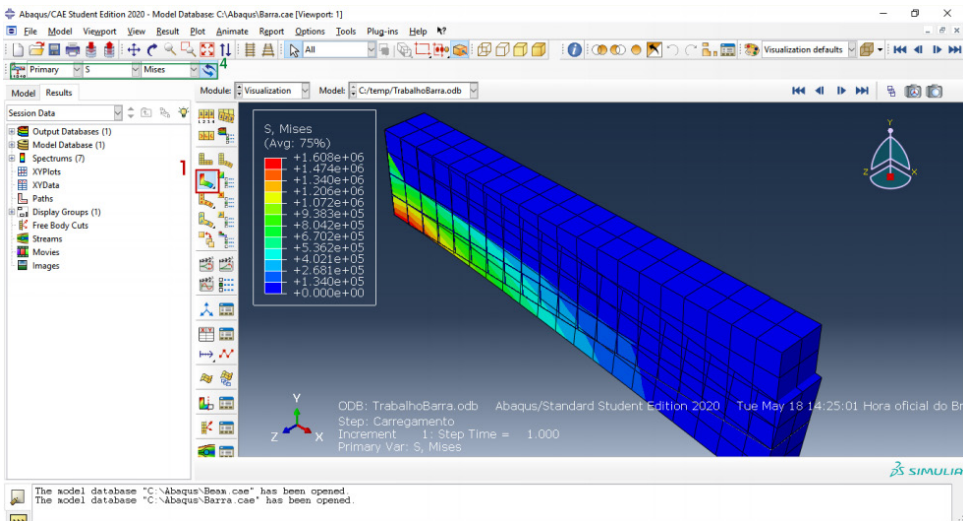 Abaqus/CAE Student Edition 2020 - Model Database: C:\Abaqus\Barra.cae [Viewport: 1]
File Model Viewport View Result Plot Animate Report Options Tools Plug-ins Help
All
Visualization defaults
Primary S Mises 4
Model Results
Module: Visualization Model: C:/temp/TrabalhoBarra.odb
Session Data
Output Databases (1)
Model Database (1)
Spectrums (7)
XYPlots
XYData
Paths
Display Groups (1)
Free Body Cuts
Streams
Movies
Images
1
S, Mises
(Avg: 75%)
+1.608e+06
+1.474e+06
+1.340e+06
+1.206e+06
+1.072e+06
+9.383e+05
+8.042e+05
+6.702e+05
+5.362e+05
+4.021e+05
+2.681e+05
+1.340e+05
+0.000e+00
Y
Z X
Y
Z X
ODB: TrabalhoBarra.odb Abaqus/Standard Student Edition 2020 Tue May 18 14:25:01 Hora oficial do Br
Step: Carregamento
Increment 1: Step Time = 1.000
Primary Var: S, Mises
SIMULIA
The model database "C:\Abaqus\Beam.cae" has been opened.
The model database "C:\Abaqus\Barra.cae" has been opened.